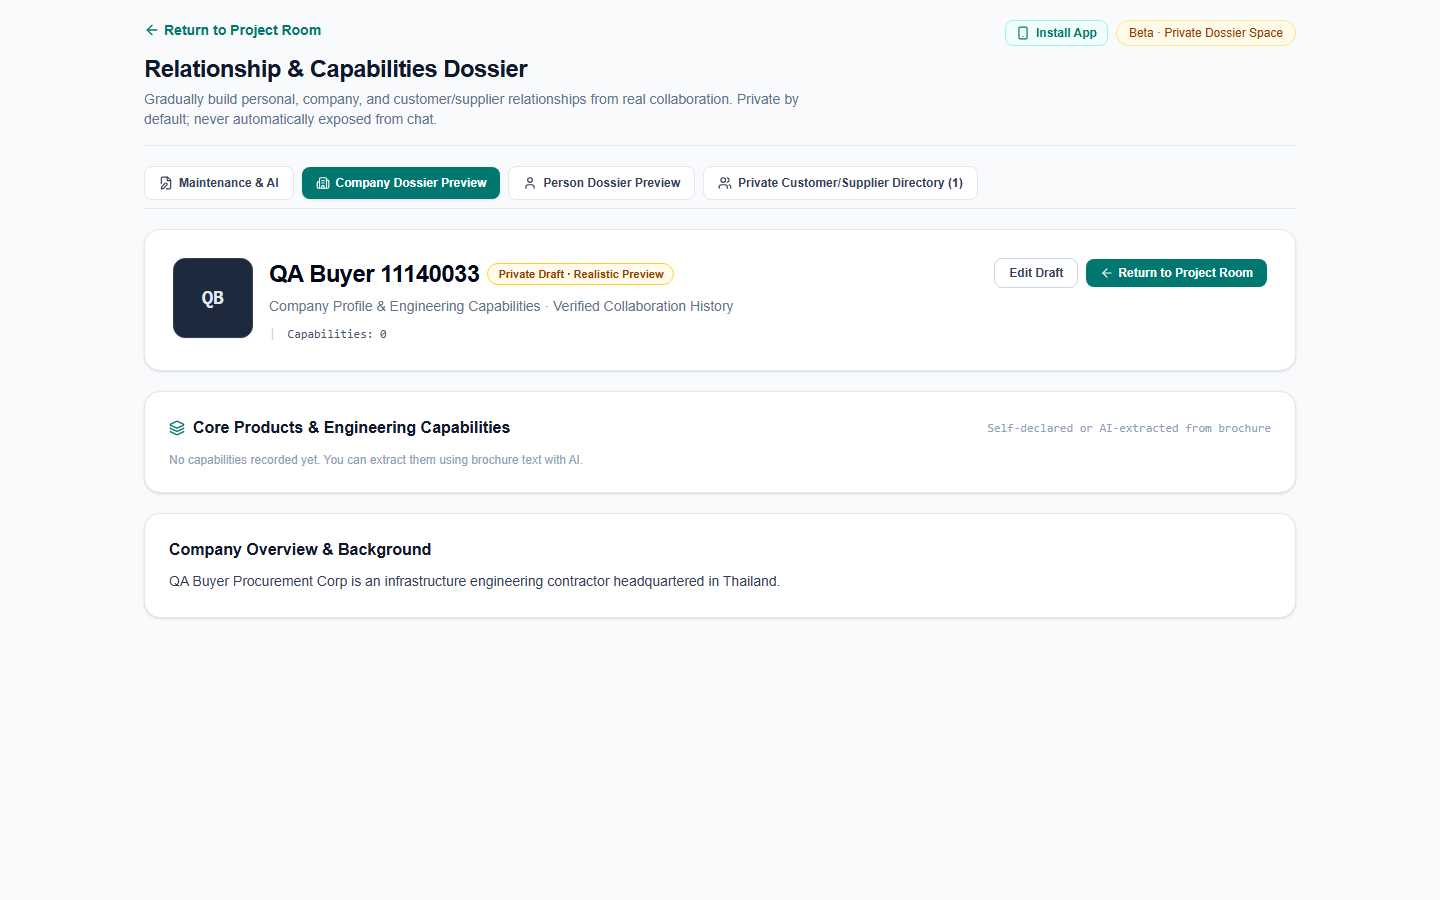 Return to Project Room
Install App
Beta · Private Dossier Space
Relationship & Capabilities Dossier
Gradually build personal, company, and customer/supplier relationships from real collaboration. Private by
default; never automatically exposed from chat.
Maintenance & AI
Company Dossier Preview
Person Dossier Preview
Private Customer/Supplier Directory (1)
QB
QA Buyer 11140033
Private Draft · Realistic Preview
Edit Draft
Return to Project Room
Company Profile & Engineering Capabilities · Verified Collaboration History
| Capabilities: 0
Core Products & Engineering Capabilities
Self-declared or AI-extracted from brochure
No capabilities recorded yet. You can extract them using brochure text with AI.
Company Overview & Background
QA Buyer Procurement Corp is an infrastructure engineering contractor headquartered in Thailand.